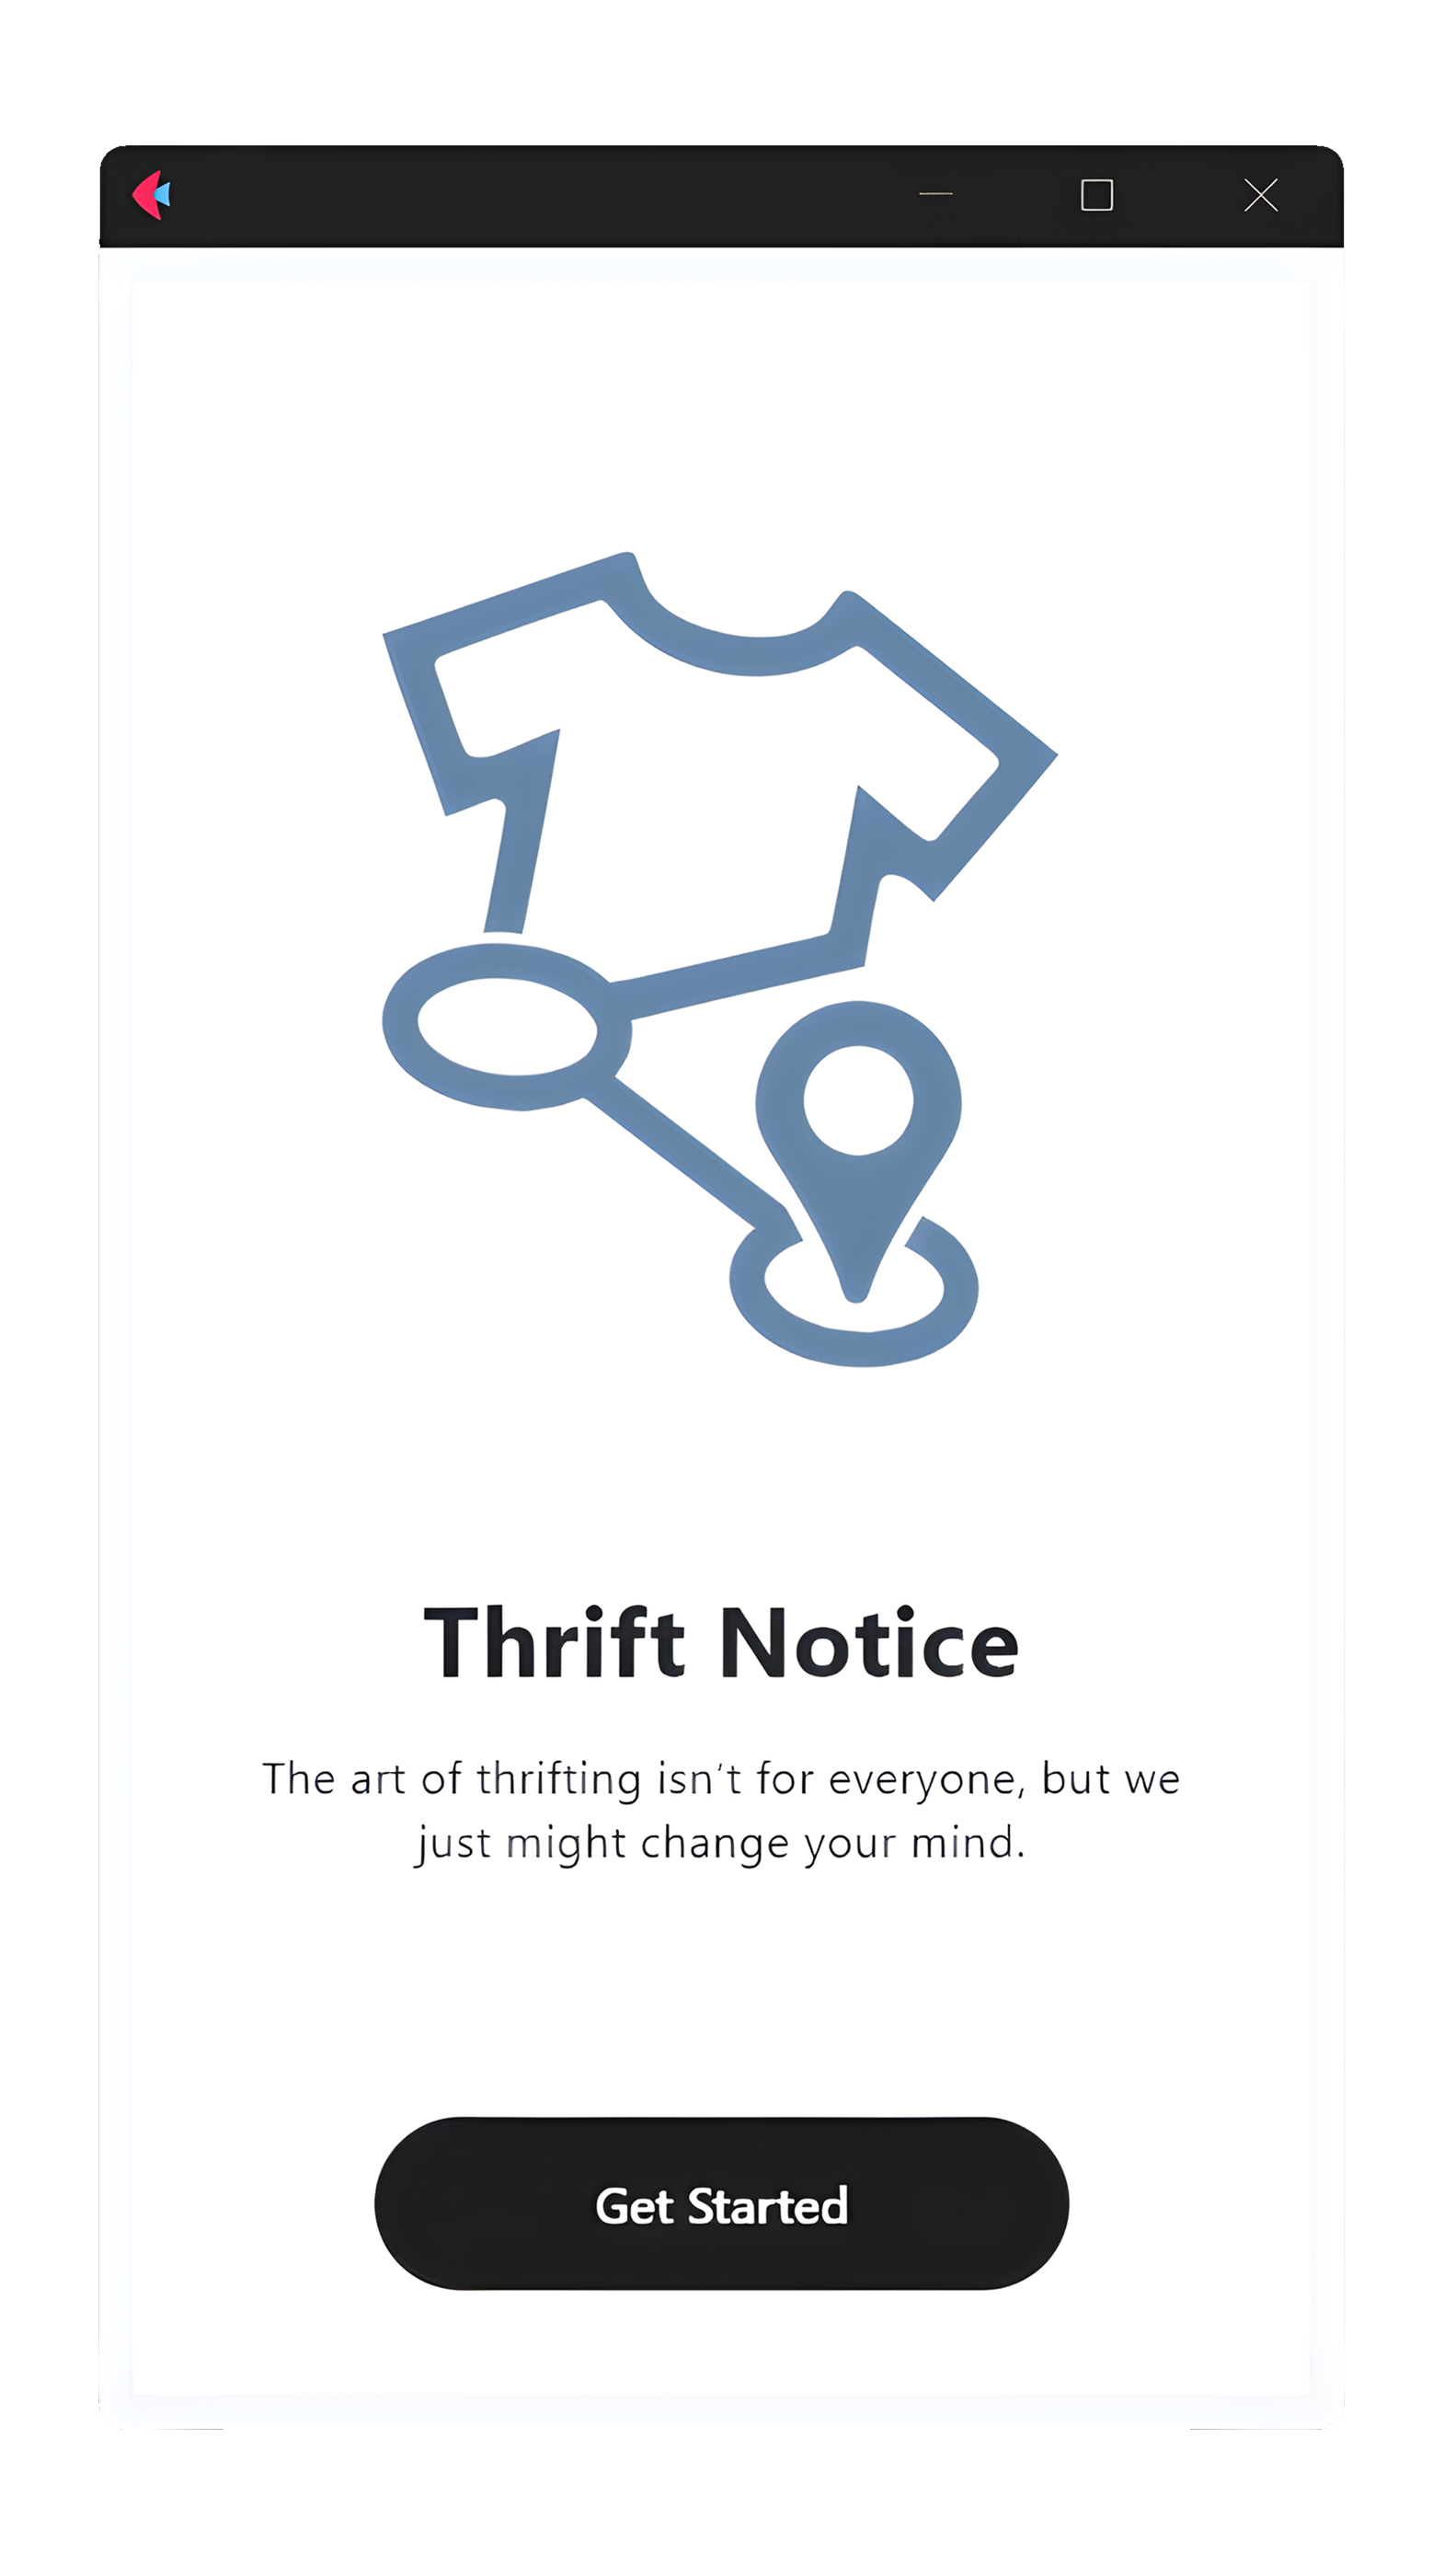 Thrift Notice
The art of thrifting isn't for everyone, but we
just might change your mind.
Get Started